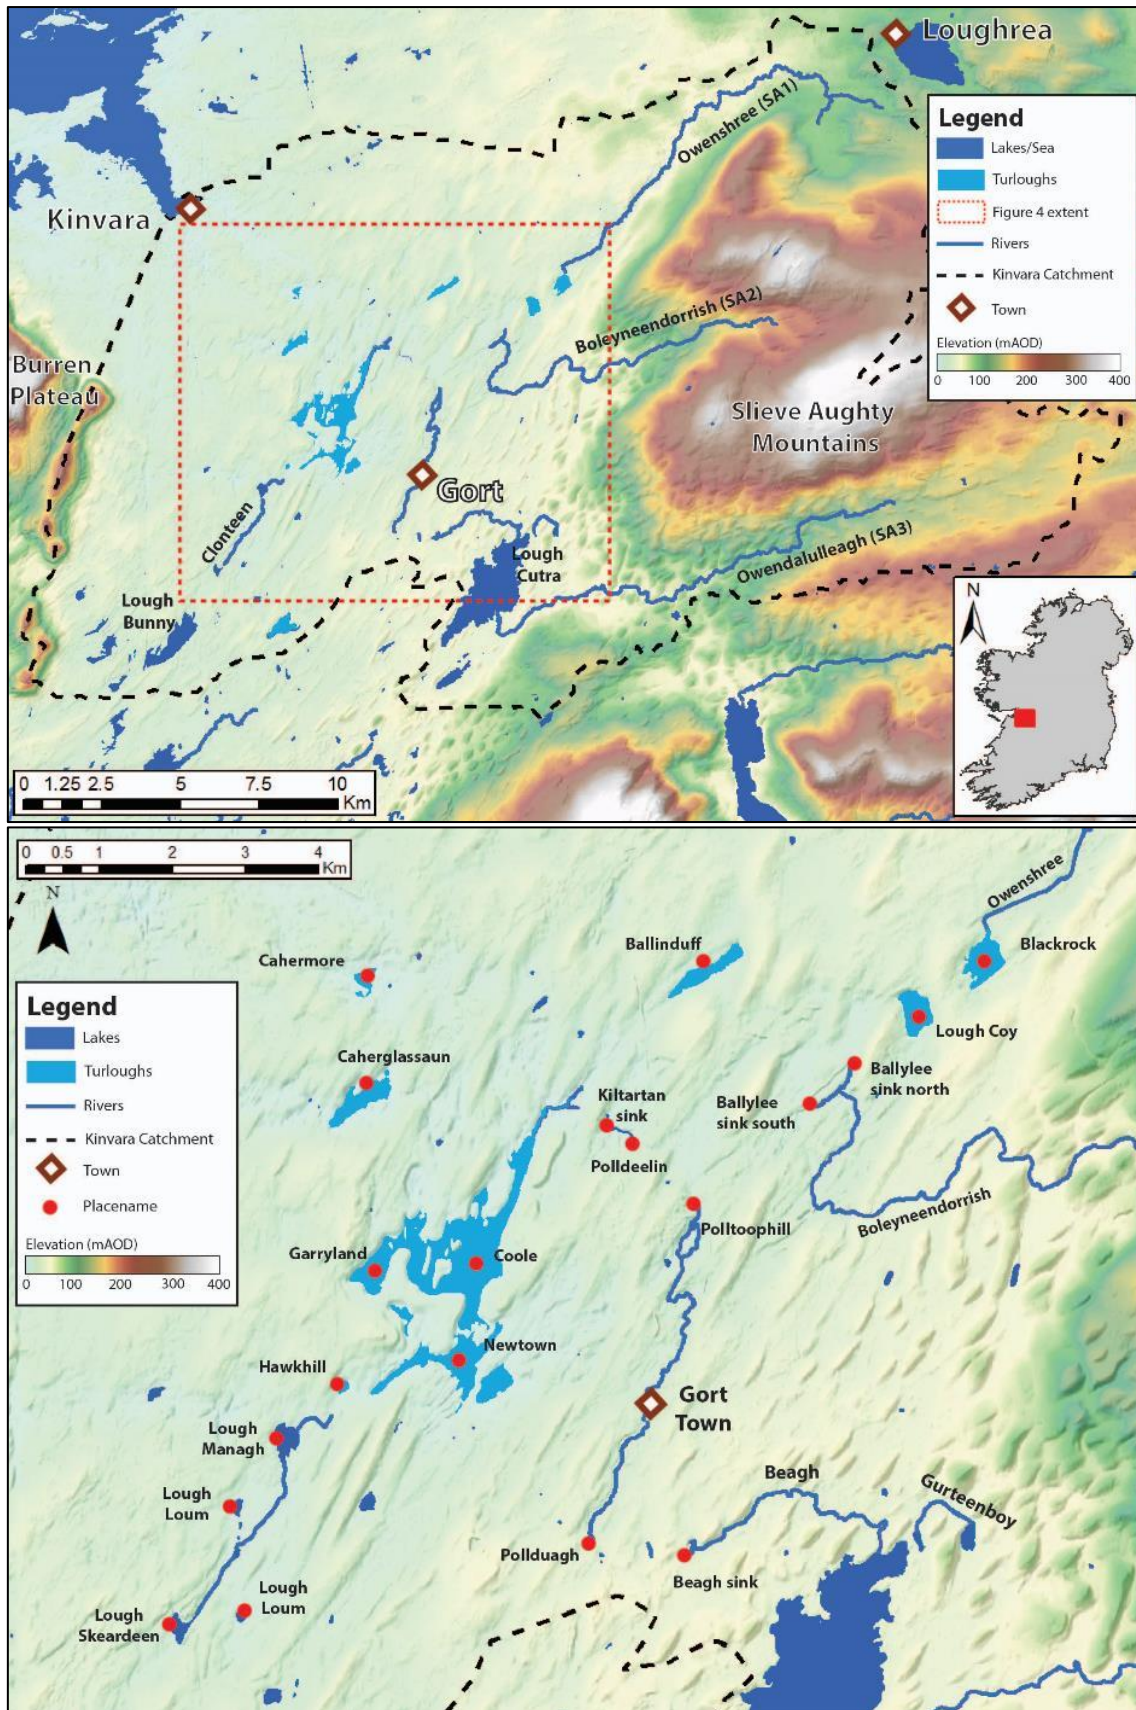 Loughrea
Owenshree (SA1)
Legend
Lakes/Sea
Turloughs
Figure 4 extent
Rivers
Kinvara Catchment
Town
Elevation (mAOD)
0 100 200 300 400
Kinvara
Boleyneendorrish (SA2)
Burren
Plateau
Slieve Aughty
Mountains
Gort
Clonteen
Lough
Cutra
Owendalulleagh (SA3)
Lough
Bunny
N
0 1.25 2.5 5 7.5 10
Km
0 0.5 1 2 3 4
Km
N
Owenshree
Ballinduff
Blackrock
Cahermore
Legend
Lakes
Turloughs
Rivers
Kinvara Catchment
Town
Placename
Elevation (mAOD)
0 100 200 300 400
Lough Coy
Caherglassaun
Kiltartan
sink
Ballylee
sink north
Ballylee
sink south
Polldeelin
Polltoophill
Boleyneendorrish
Garryland
Coole
Newtown
Hawkhill
Gort
Town
Lough
Managh
Beagh
Gurteenboy
Lough
Loum
Pollduagh
Beagh sink
Lough
Loum
Lough
Skeardeen